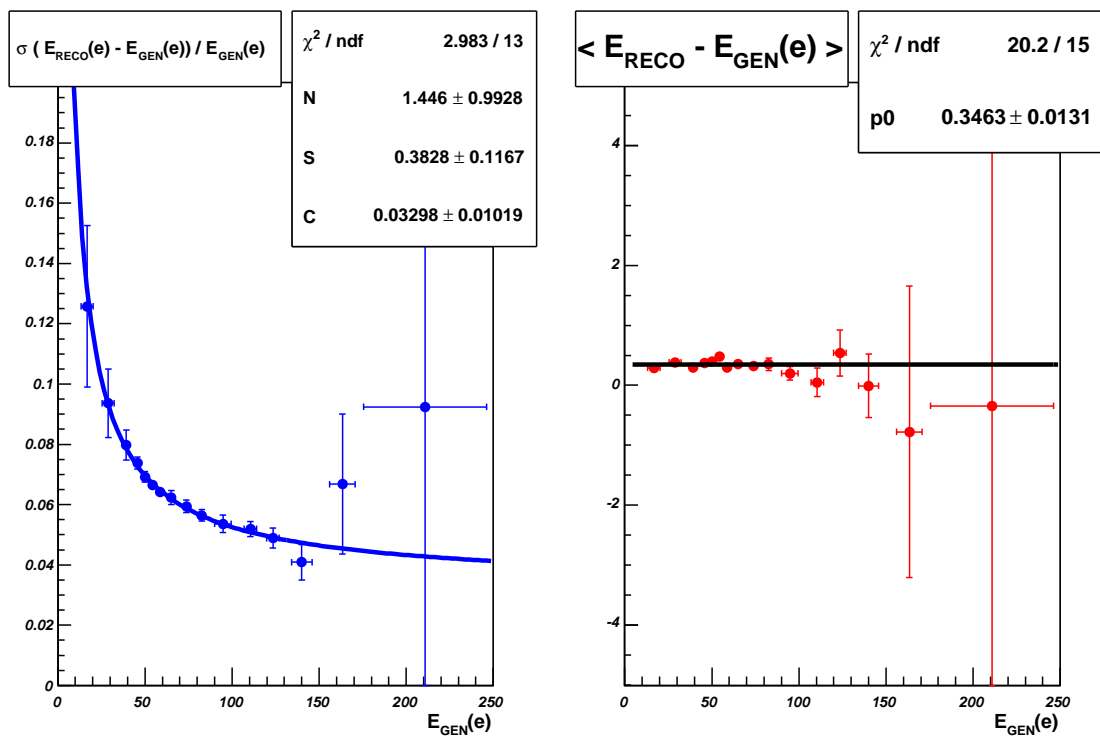 σ ( E_RECO(e) - E_GEN(e)) / E_GEN(e)
χ² / ndf 2.983 / 13
N 1.446 ± 0.9928
S 0.3828 ± 0.1167
C 0.03298 ± 0.01019
0.18
0.16
0.14
0.12
0.1
0.08
0.06
0.04
0.02
0
0 50 100 150 200 250
E_GEN(e)
< E_RECO - E_GEN(e) >
χ² / ndf 20.2 / 15
p0 0.3463 ± 0.0131
4
2
0
-2
-4
0 50 100 150 200 250
E_GEN(e)